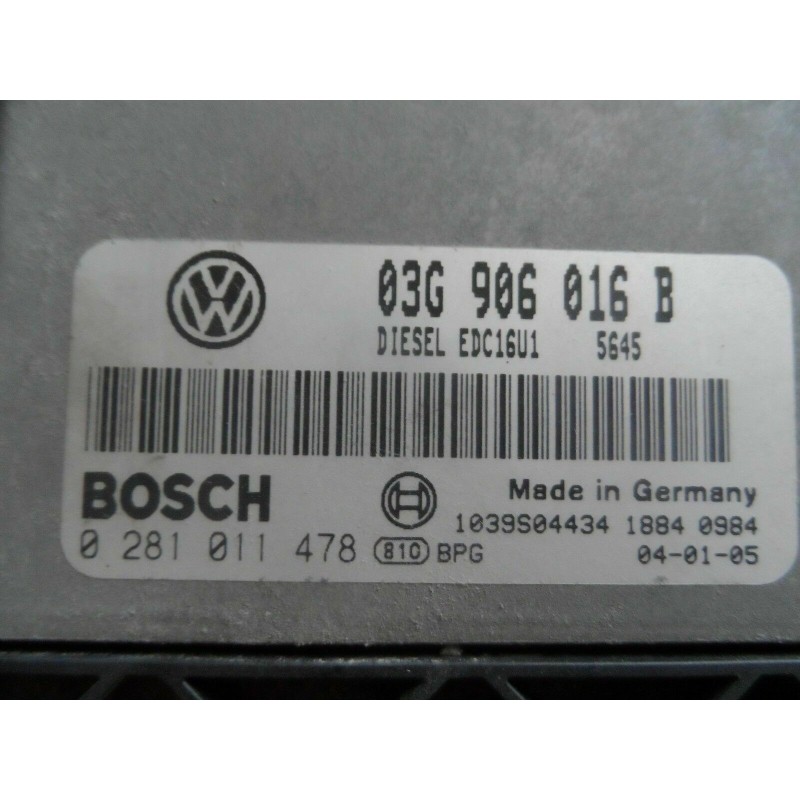 03G 906 016 B
DIESEL EDC16U1 5645
BOSCH
Made in Germany
1039S04434 1884 0984
0 281 011 478 810 BPG 04-01-05